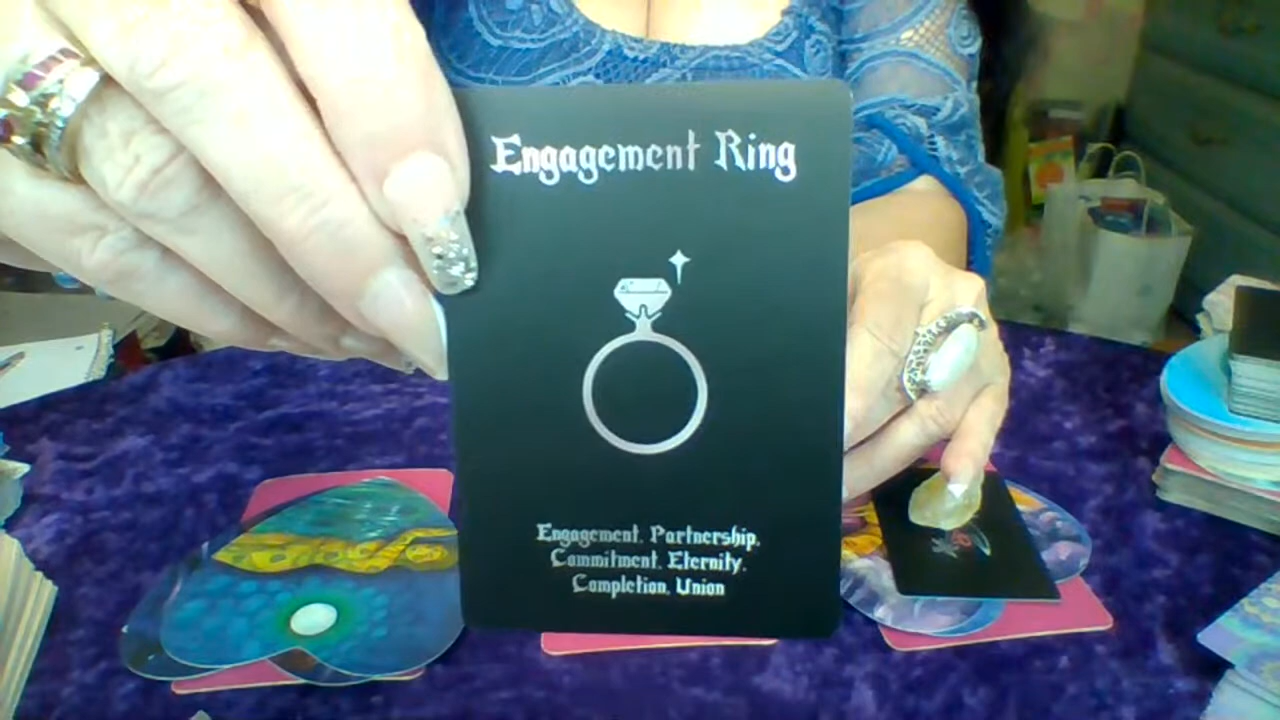 Engagement Ring
Engagement, Partnership,
Commitment, Eternity,
Completion, Union